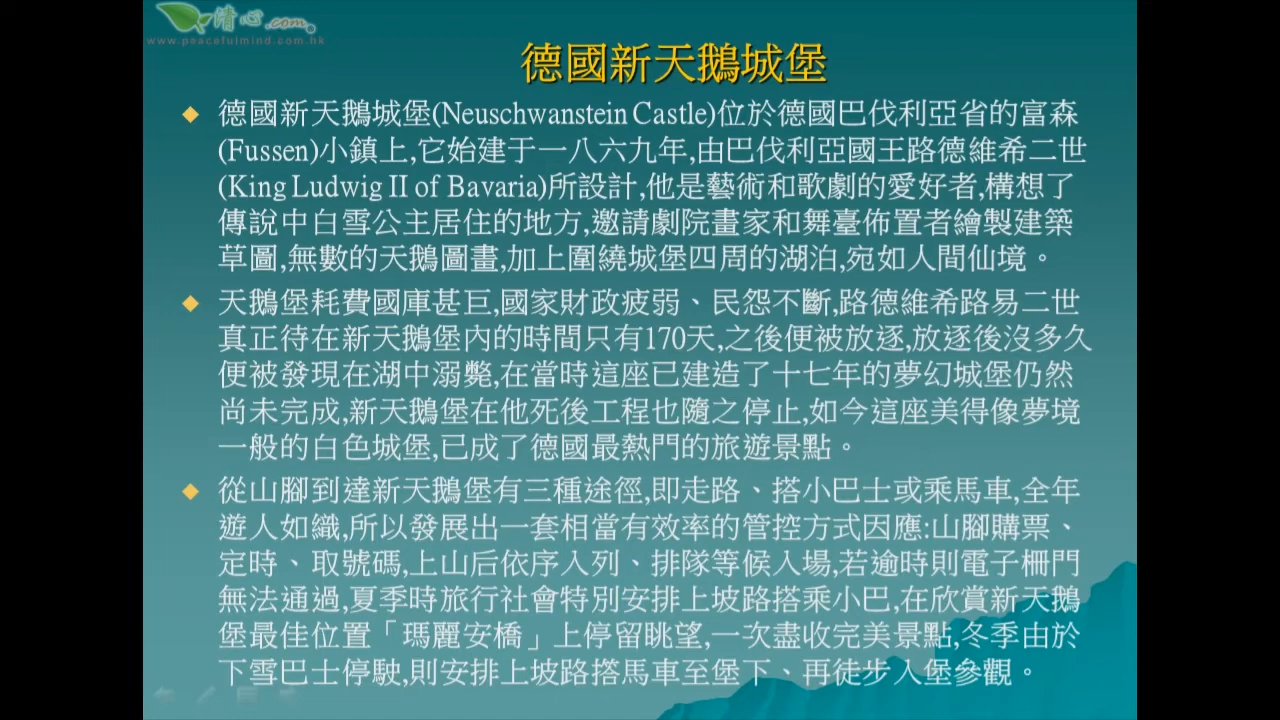 清心.com
www.peacefulmind.com.hk
德國新天鵝城堡
德國新天鵝城堡(Neuschwanstein Castle)位於德國巴伐利亞省的富森
(Fussen)小鎮上,它始建于一八六九年,由巴伐利亞國王路德維希二世
(King Ludwig II of Bavaria)所設計,他是藝術和歌劇的愛好者,構想了
傳說中白雪公主居住的地方,邀請劇院畫家和舞臺佈置者繪製建築
草圖,無數的天鵝圖畫,加上圍繞城堡四周的湖泊,宛如人間仙境。
天鵝堡耗費國庫甚巨,國家財政疲弱、民怨不斷,路德維希路易二世
真正待在新天鵝堡內的時間只有170天,之後便被放逐,放逐後沒多久
便被發現在湖中溺斃,在當時這座已建造了十七年的夢幻城堡仍然
尚未完成,新天鵝堡在他死後工程也隨之停止,如今這座美得像夢境
一般的白色城堡,已成了德國最熱門的旅遊景點。
從山腳到達新天鵝堡有三種途徑,即走路、搭小巴士或乘馬車,全年
遊人如織,所以發展出一套相當有效率的管控方式因應:山腳購票、
定時、取號碼,上山后依序入列、排隊等候入場,若逾時則電子柵門
無法通過,夏季時旅行社會特別安排上坡路搭乘小巴,在欣賞新天鵝
堡最佳位置「瑪麗安橋」上停留眺望,一次盡收完美景點,冬季由於
下雪巴士停駛,則安排上坡路搭馬車至堡下、再徒步入堡參觀。